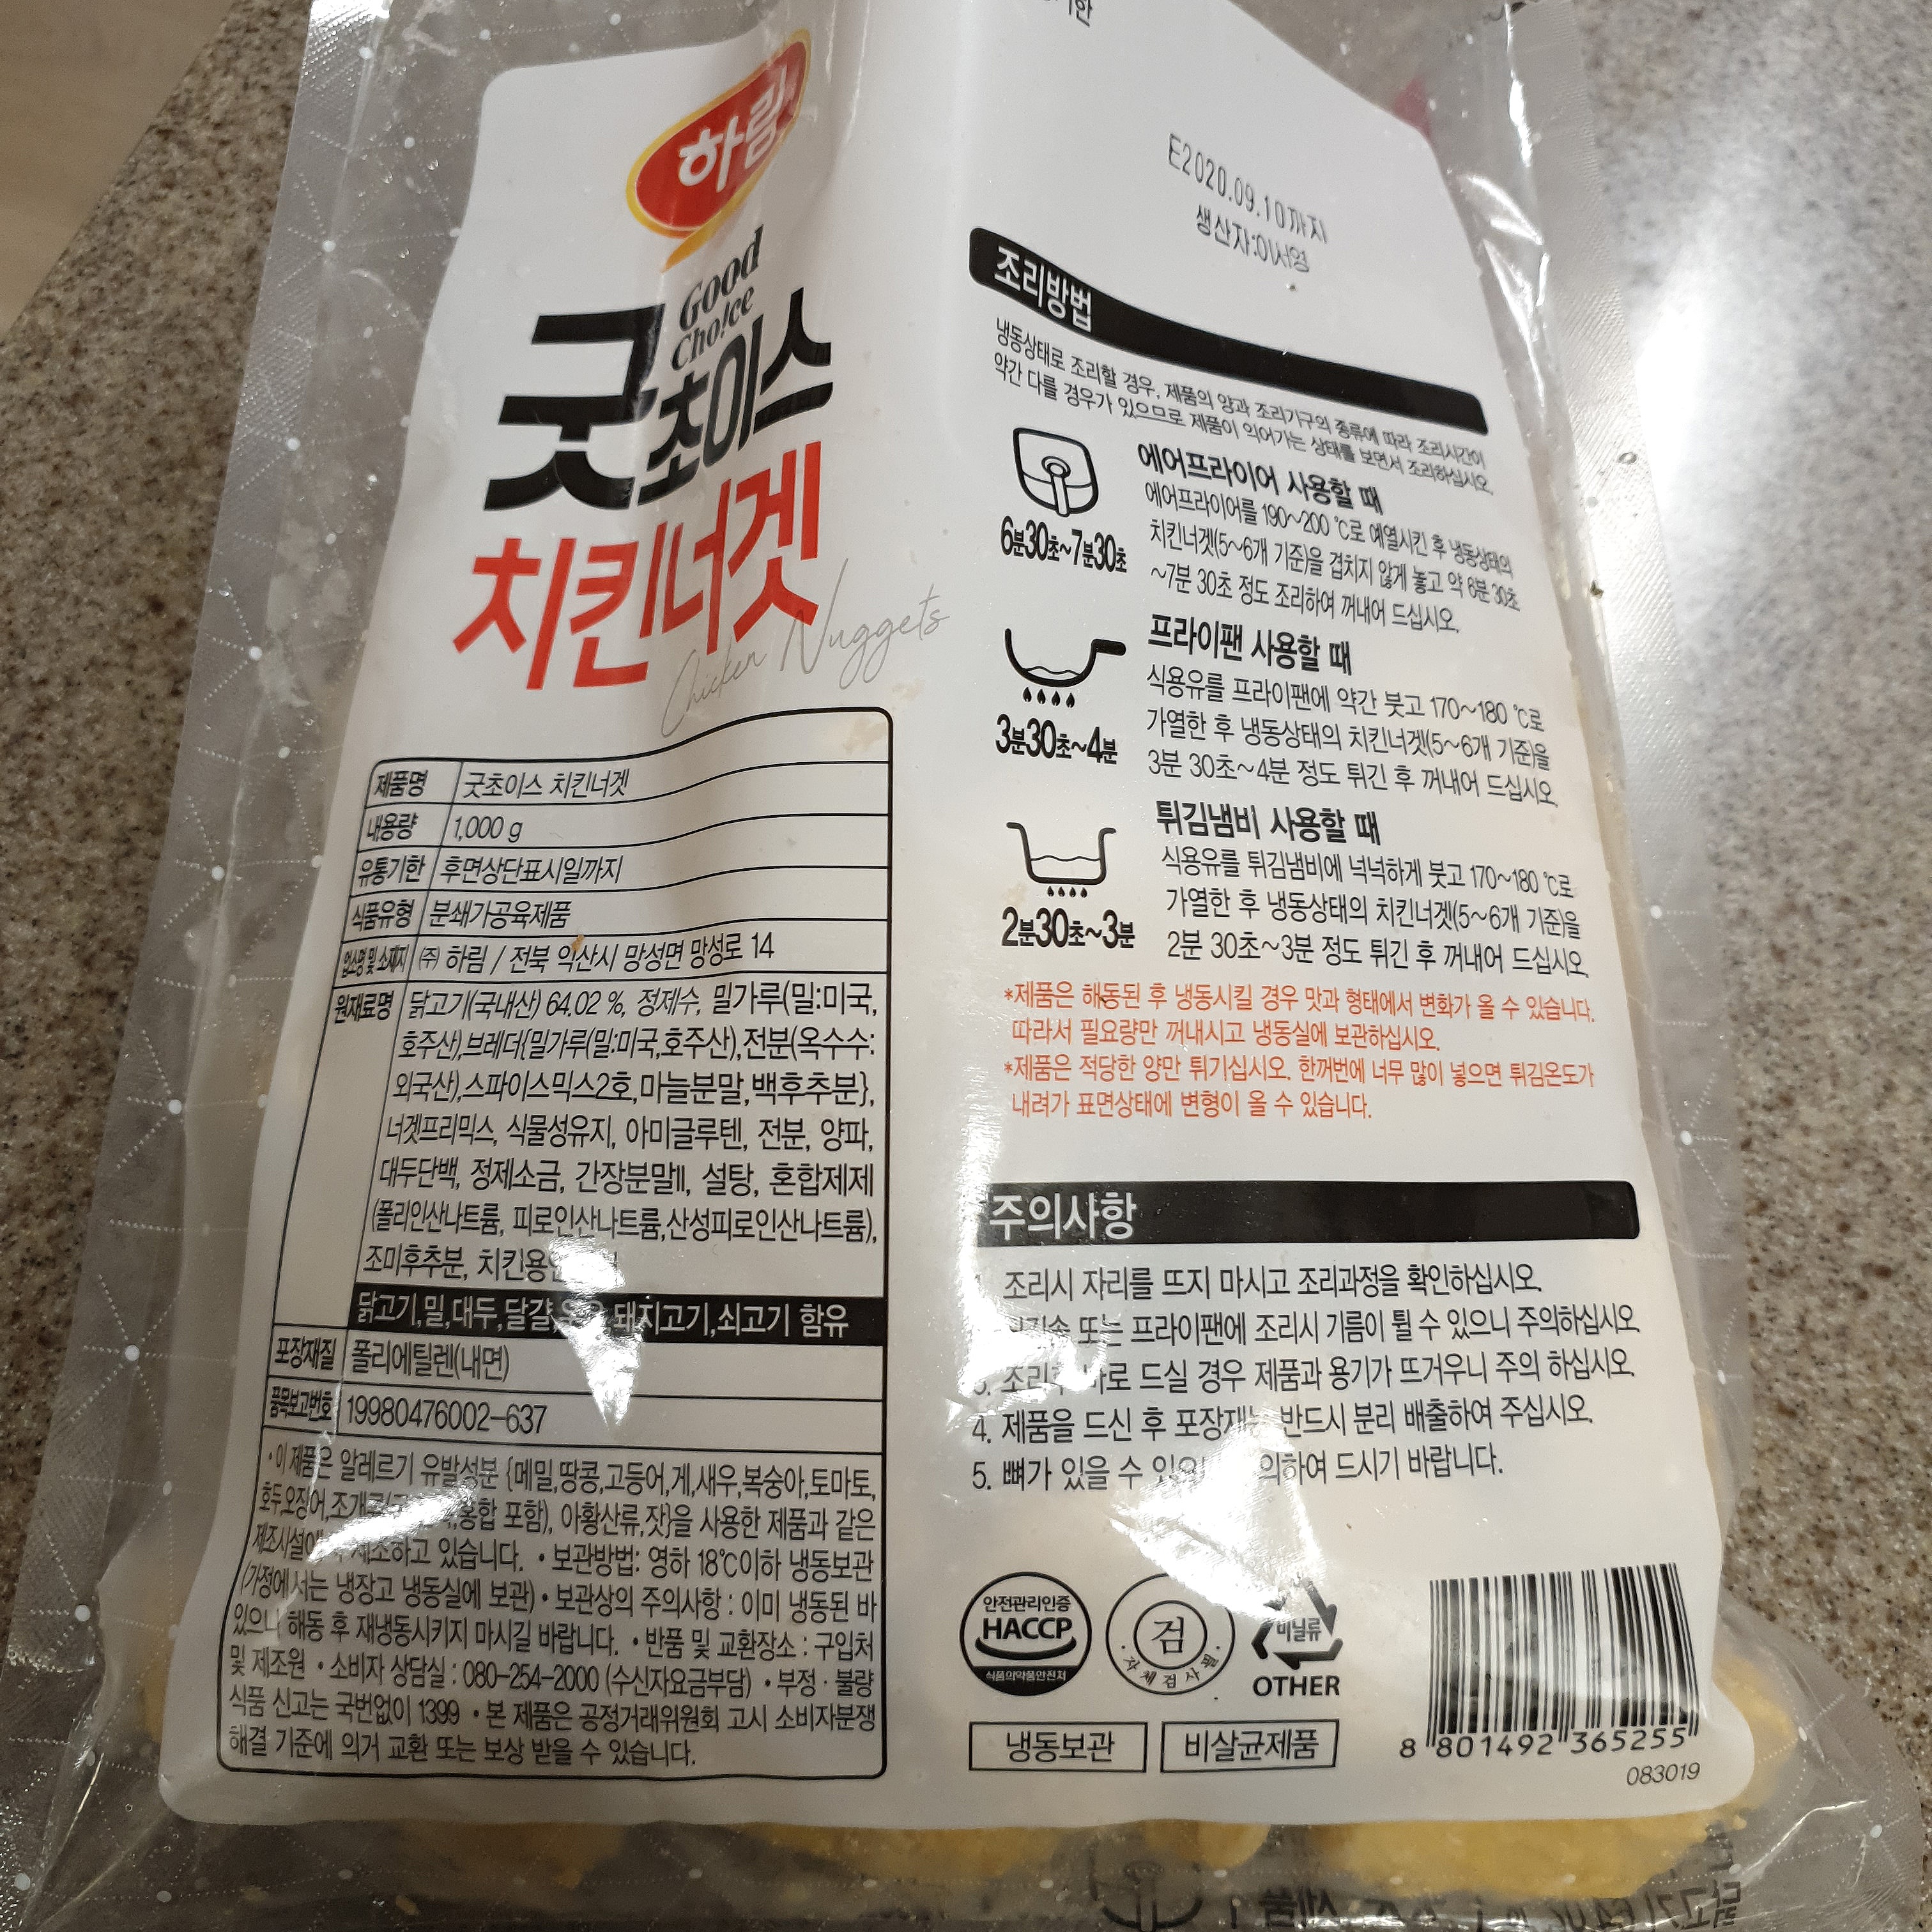 하림
Good
Cho!ce
굿초이스
치킨너겟
Chicken Nuggets
제품명 굿초이스 치킨너겟
내용량 1,000 g
유통기한 후면상단표시일까지
식품유형 분쇄가공육제품
업소명 및 소재지 ㈜ 하림 / 전북 익산시 망성면 망성로 14
원재료명 닭고기(국내산) 64.02 %, 정제수, 밀가루(밀:미국,
호주산),브레더{밀가루(밀:미국,호주산),전분(옥수수:
외국산),스파이스믹스2호,마늘분말,백후추분},
너겟프리믹스, 식물성유지, 아미글루텐, 전분, 양파,
대두단백, 정제소금, 간장분말II, 설탕, 혼합제제
(폴리인산나트륨, 피로인산나트륨,산성피로인산나트륨),
조미후추분,
닭고기,밀,대두,달걀, 돼지고기,쇠고기 함유
포장재질 폴리에틸렌(내면)
품목보고번호 19980476002-637
•이 제품은 알레르기 유발성분 {메밀,땅콩,고등어,게,새우,복숭아,토마토,
호두,오징어, 홍합 포함), 아황산류,잣}을 사용한 제품과 같은
제조하고 있습니다. • 보관방법: 영하 18℃이하 냉동보관
(가정에서는 냉장고 냉동실에 보관) • 보관상의 주의사항 : 이미 냉동된 바
있으니 해동 후 재냉동시키지 마시길 바랍니다. • 반품 및 교환장소 : 구입처
및 제조원 • 소비자 상담실 : 080-254-2000 (수신자요금부담) • 부정·불량
식품 신고는 국번없이 1399 • 본 제품은 공정거래위원회 고시 소비자분쟁
해결 기준에 의거 교환 또는 보상 받을 수 있습니다.
E2020.09.10까지
생산자:이서영
조리방법
냉동상태로 조리할 경우, 제품의 양과 조리기구의 종류에 따라 조리시간이
약간 다를 경우가 있으므로 제품이 익어가는 상태를 보면서 조리하십시오.
에어프라이어 사용할 때
에어프라이어를 190~200 ℃로 예열시킨 후 냉동상태의
치킨너겟(5~6개 기준)을 겹치지 않게 놓고 약 6분 30초
~7분 30초 정도 조리하여 꺼내어 드십시오.
6분30초~7분30초
프라이팬 사용할 때
식용유를 프라이팬에 약간 붓고 170~180 ℃로
가열한 후 냉동상태의 치킨너겟(5~6개 기준)을
3분 30초~4분 정도 튀긴 후 꺼내어 드십시오.
3분30초~4분
튀김냄비 사용할 때
식용유를 튀김냄비에 넉넉하게 붓고 170~180 ℃로
가열한 후 냉동상태의 치킨너겟(5~6개 기준)을
2분 30초~3분 정도 튀긴 후 꺼내어 드십시오.
2분30초~3분
*제품은 해동된 후 냉동시킬 경우 맛과 형태에서 변화가 올 수 있습니다.
따라서 필요량만 꺼내시고 냉동실에 보관하십시오.
*제품은 적당한 양만 튀기십시오. 한꺼번에 너무 많이 넣으면 튀김온도가
내려가 표면상태에 변형이 올 수 있습니다.
주의사항
1. 조리시 자리를 뜨지 마시고 조리과정을 확인하십시오.
또는 프라이팬에 조리시 기름이 튈 수 있으니 주의하십시오.
3. 조리후 바로 드실 경우 제품과 용기가 뜨거우니 주의 하십시오.
4. 제품을 드신 후 포장재는 반드시 분리 배출하여 주십시오.
5. 뼈가 있을 수 드시기 바랍니다.
안전관리인증
HACCP
식품의약품안전처
검
자체검사필
비닐류
OTHER
냉동보관
비살균제품
8 801492 365255
083019